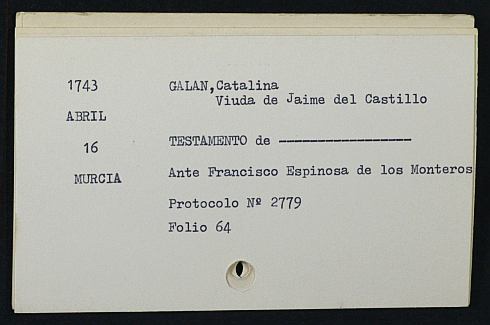 1743 GALAN,Catalina
Viuda de Jaime del Castillo
ABRIL
16 TESTAMENTO de -----------------
MURCIA Ante Francisco Espinosa de los Monteros
Protocolo Nº 2779
Folio 64